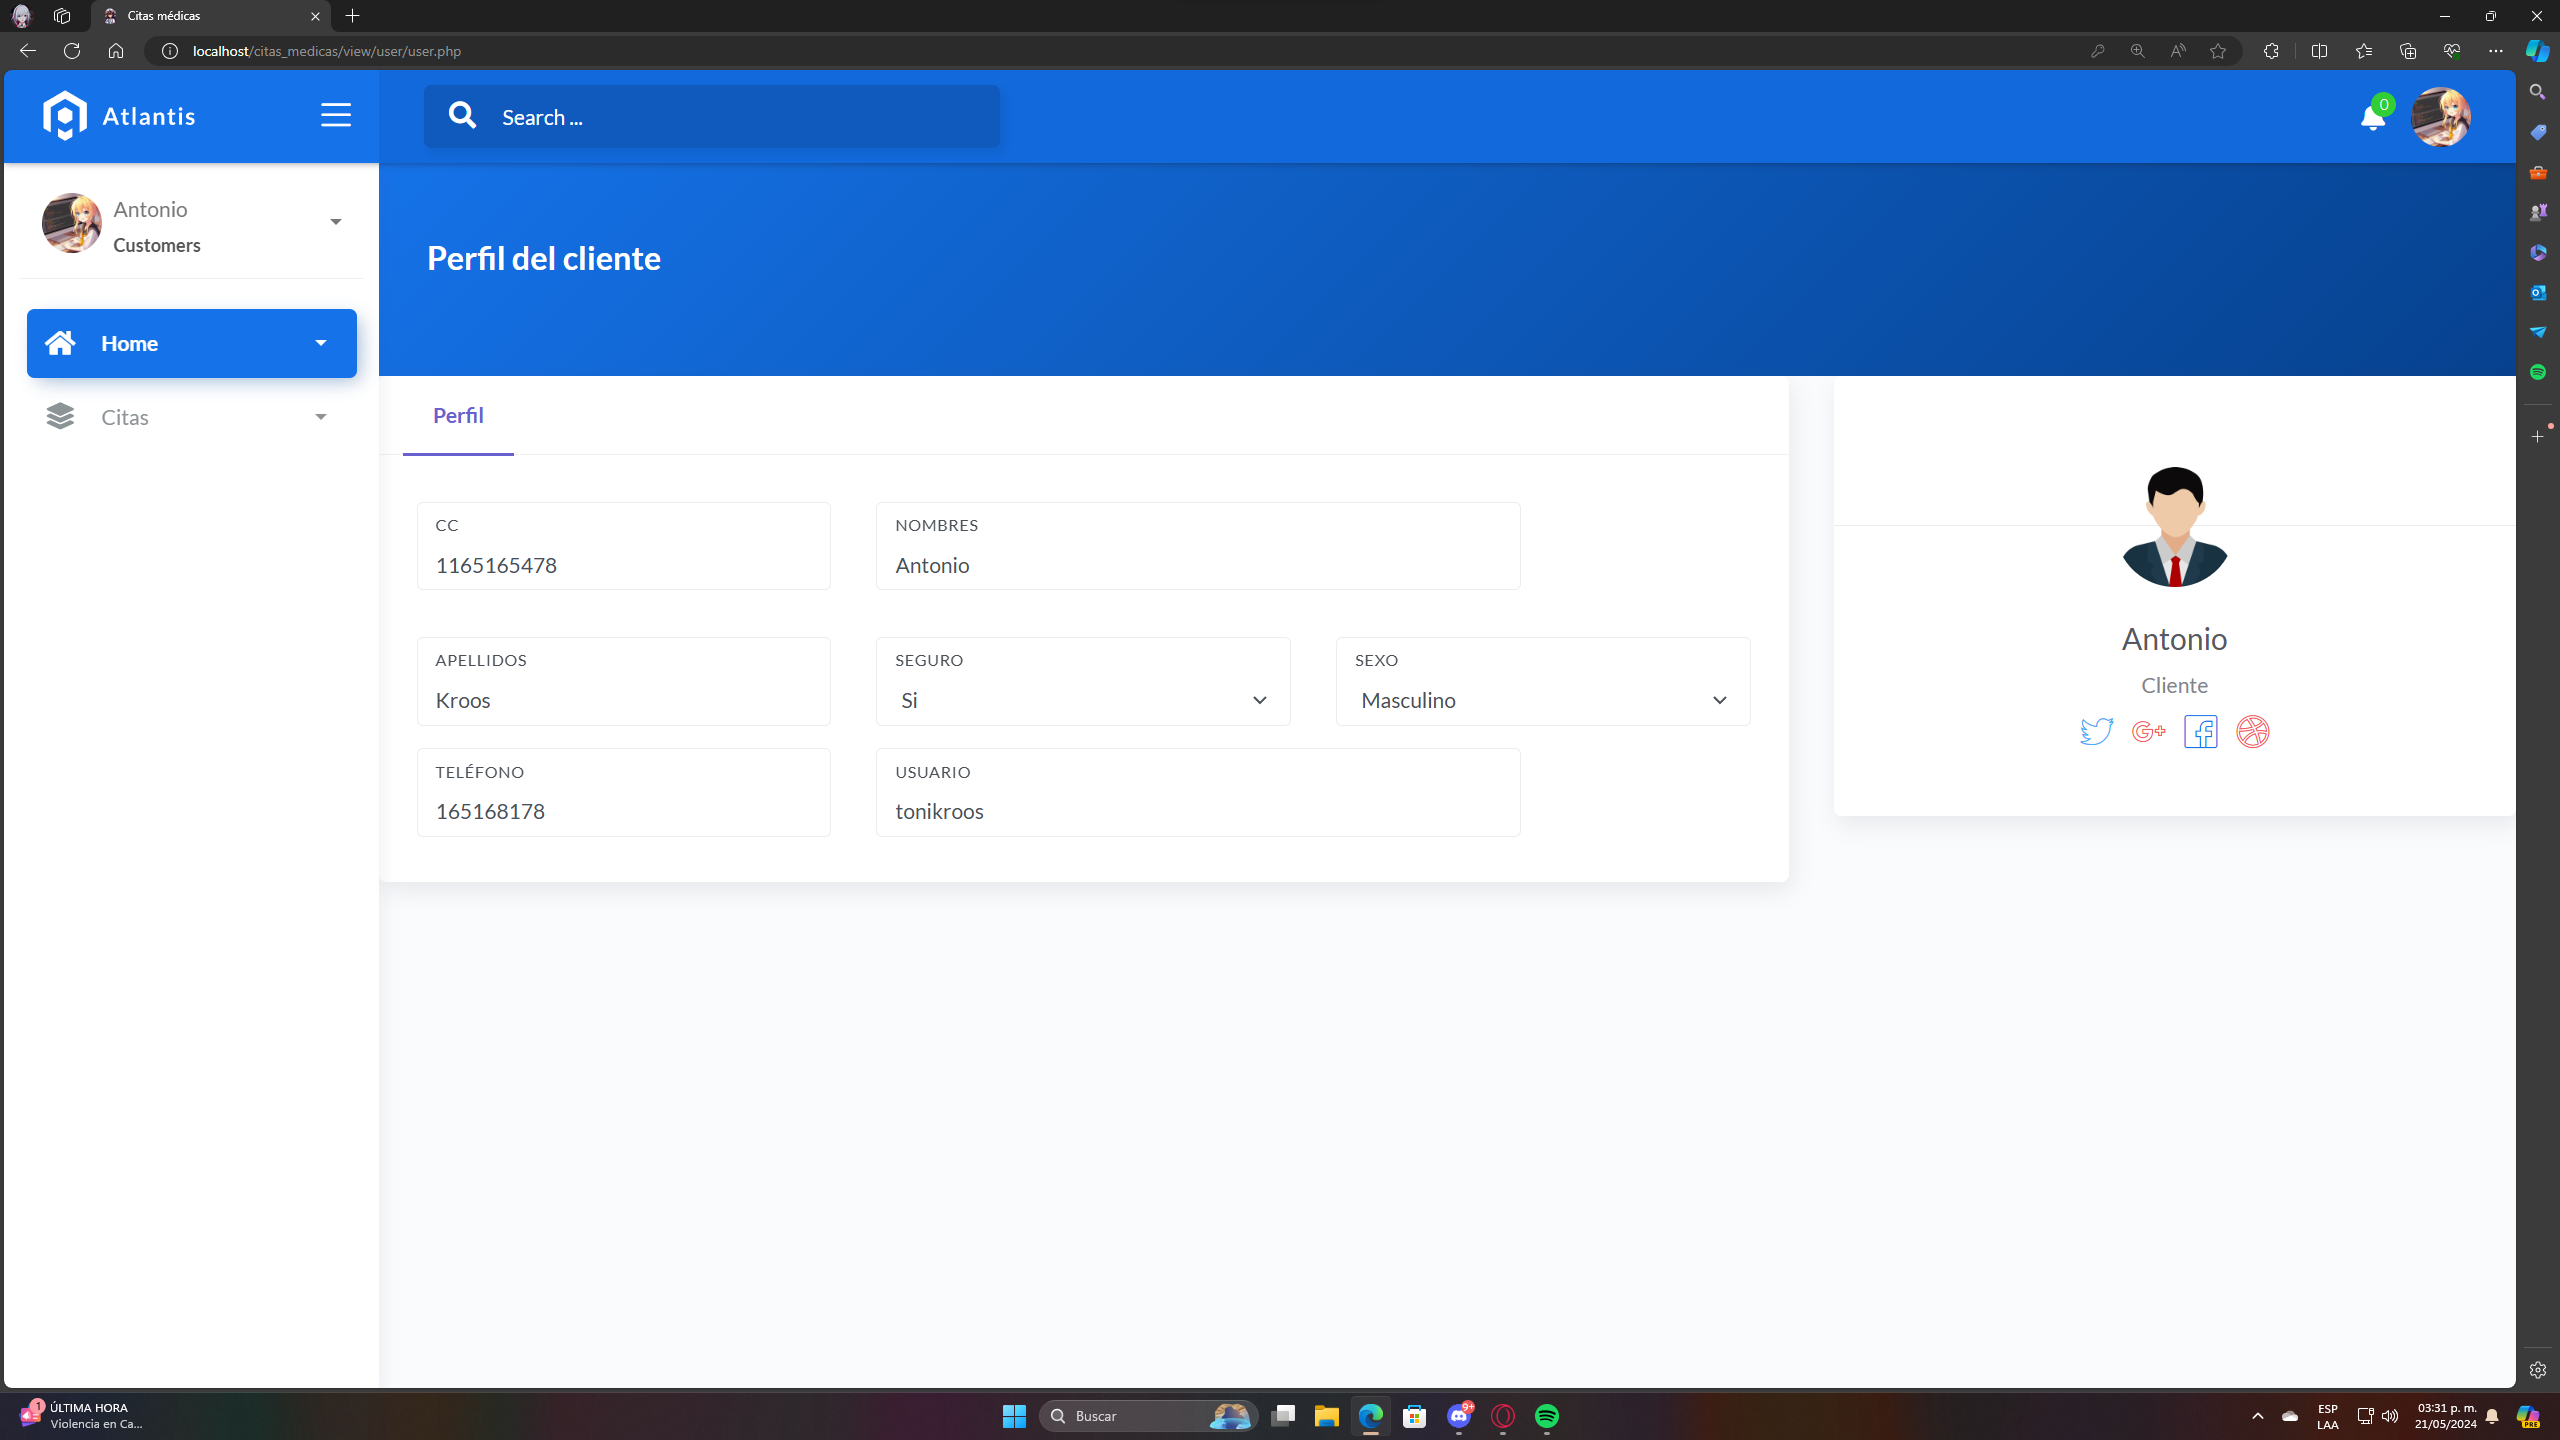 Citas médicas
localhost/citas_medicas/view/user/user.php
Atlantis
Search ...
0
Antonio
Customers
Perfil del cliente
Home
Citas
Perfil
CC
1165165478
NOMBRES
Antonio
APELLIDOS
Kroos
SEGURO
Si
SEXO
Masculino
TELÉFONO
165168178
USUARIO
tonikroos
Antonio
Cliente
1
ÚLTIMA HORA
Violencia en Ca...
Buscar
9+
ESP
LAA
03:31 p. m.
21/05/2024
PRE